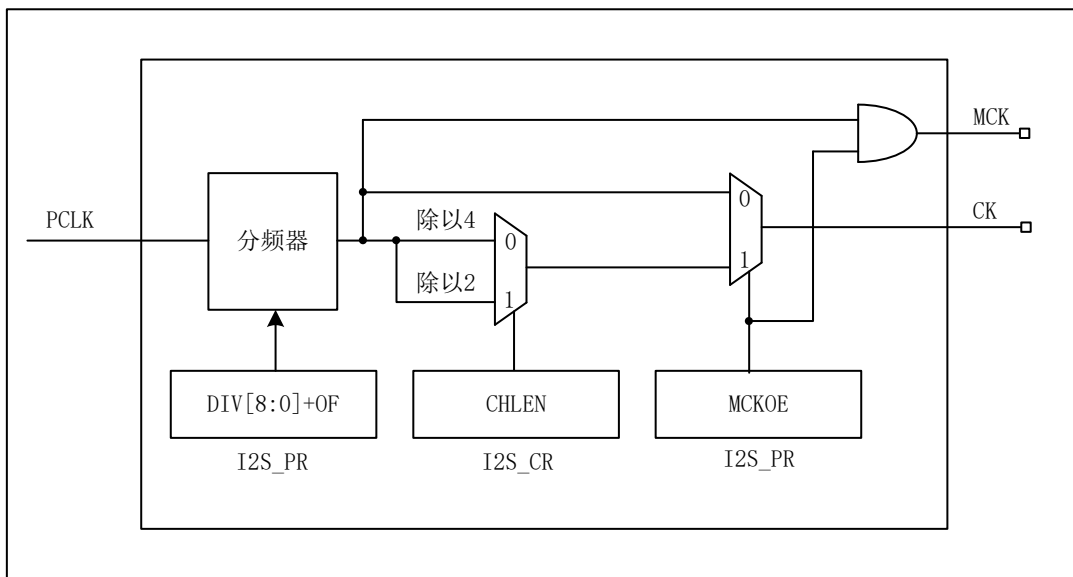 MCK
0
PCLK
分频器
除以4
0
CK
除以2
1
1
DIV[8:0]+OF
CHLEN
MCKOE
I2S_PR
I2S_CR
I2S_PR